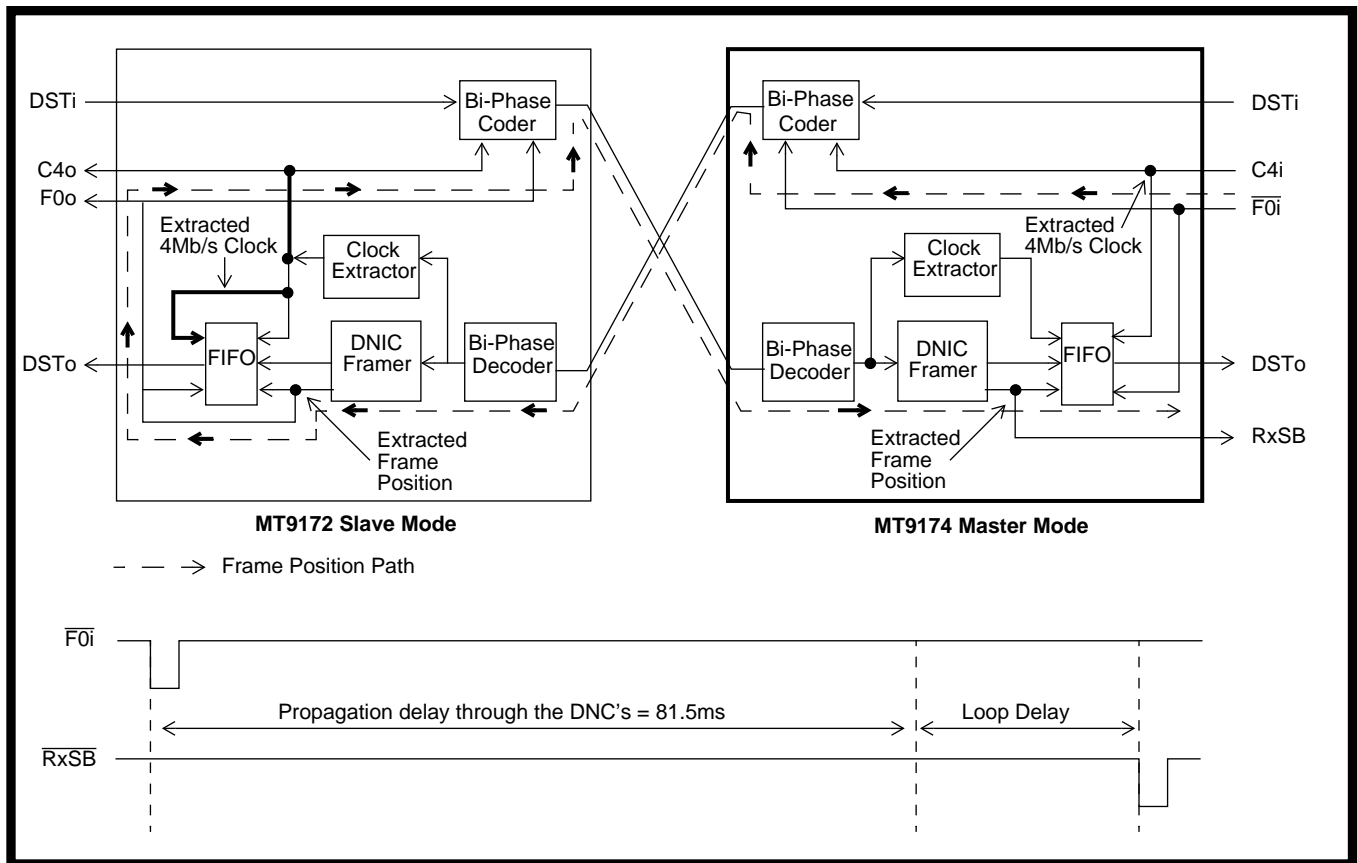 DSTi
C4o
F0o
Bi-Phase
Coder
Extracted
4Mb/s Clock
Clock
Extractor
FIFO
DNIC
Framer
Bi-Phase
Decoder
DSTo
Extracted
Frame
Position
MT9172 Slave Mode
Bi-Phase
Coder
DSTi
C4i
F0i
Extracted
4Mb/s Clock
Clock
Extractor
Bi-Phase
Decoder
DNIC
Framer
FIFO
DSTo
RxSB
Extracted
Frame
Position
MT9174 Master Mode
Frame Position Path
F0i
Propagation delay through the DNC's = 81.5ms
Loop Delay
RxSB